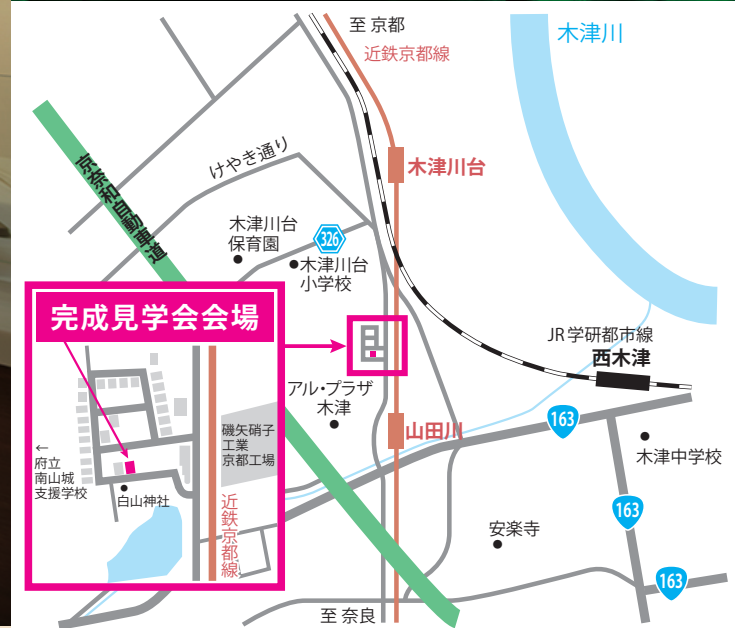 至 京都
近鉄京都線
木津川
京奈和自動車道
けやき通り
木津川台
木津川台
保育園
326
木津川台
小学校
完成見学会会場
JR学研都市線
西木津
アル・プラザ
木津
山田川
163
木津中学校
磯矢硝子
工業
京都工場
←
府立
南山城
支援学校
白山神社
近鉄京都線
163
安楽寺
163
至 奈良